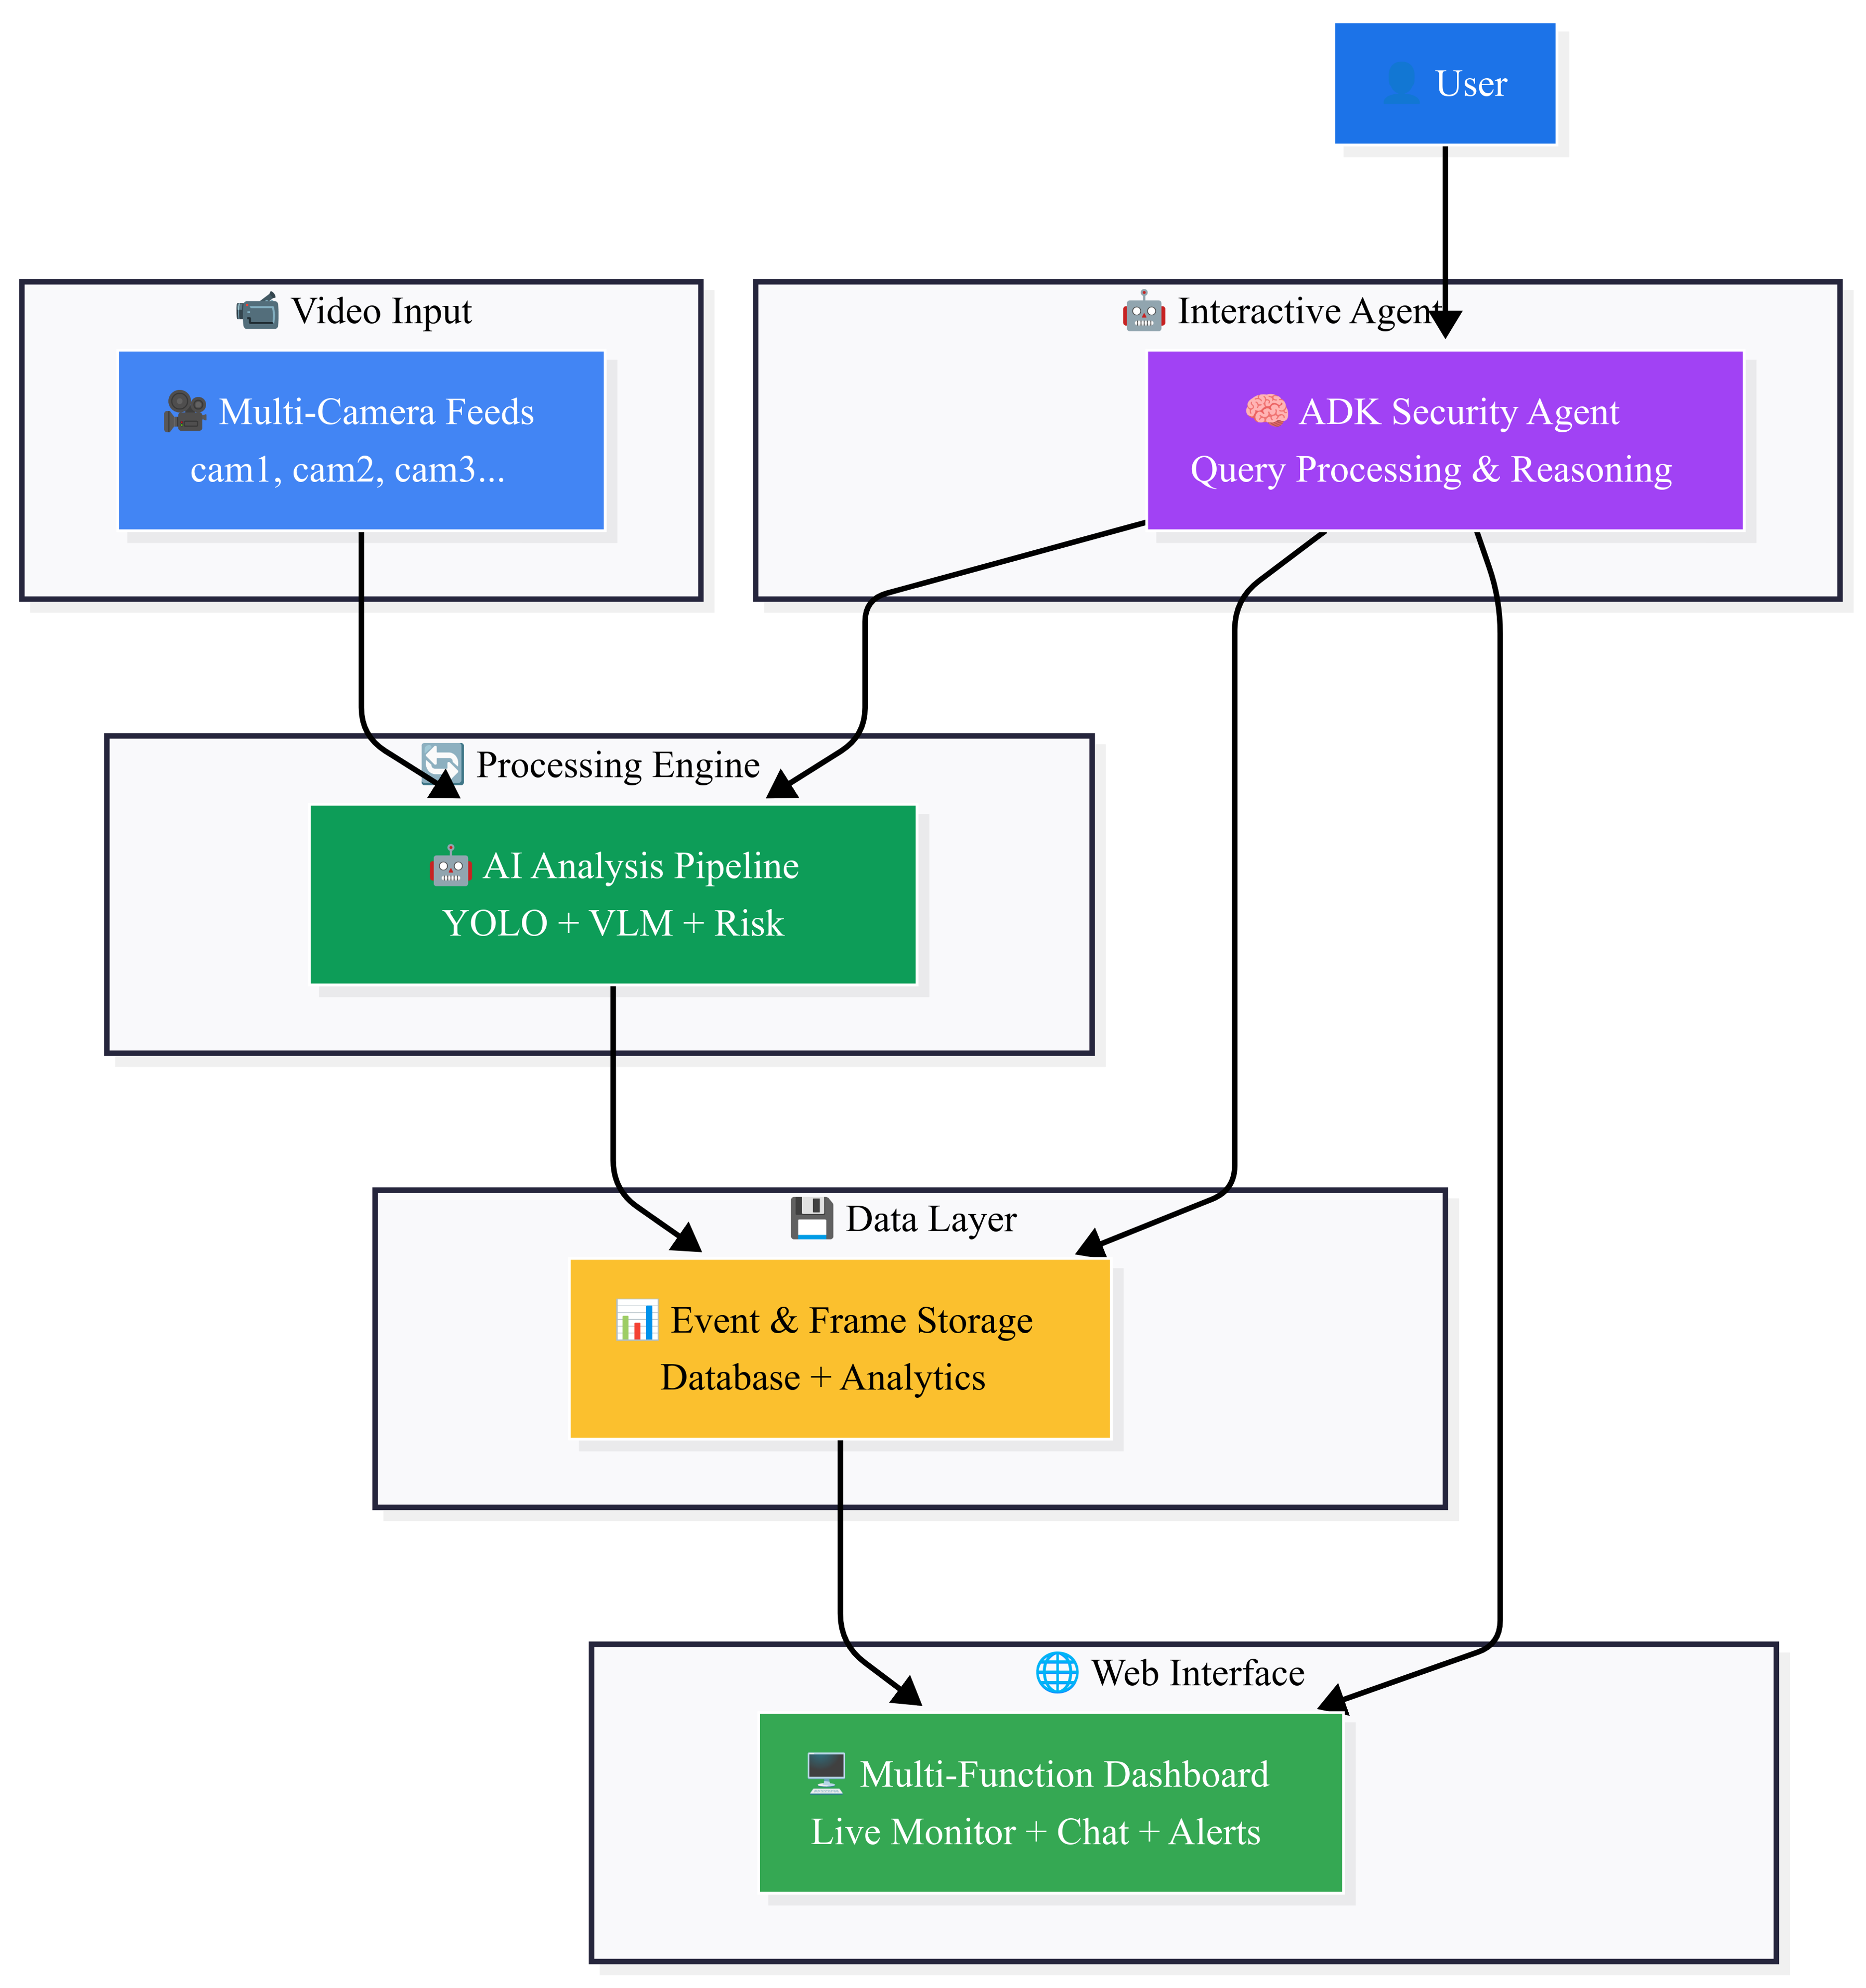 👤 User
📹 Video Input
🎥 Multi-Camera Feeds
cam1, cam2, cam3...
🤖 Interactive Agent
🧠 ADK Security Agent
Query Processing & Reasoning
🔄 Processing Engine
🤖 AI Analysis Pipeline
YOLO + VLM + Risk
💾 Data Layer
📊 Event & Frame Storage
Database + Analytics
🌐 Web Interface
🖥️ Multi-Function Dashboard
Live Monitor + Chat + Alerts